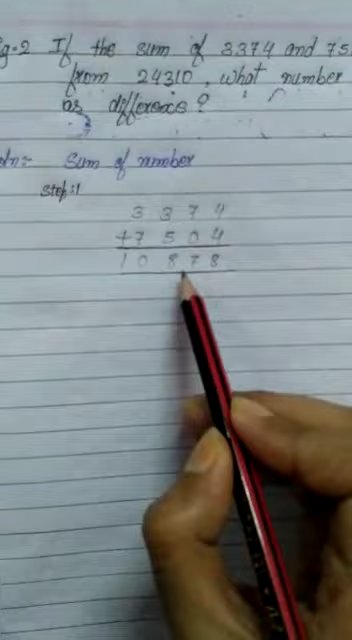 g.2 If the sum of 3374 and 75
from 24310, what number
as difference?
Sum of number
Step:1
3 3 7 4
+7 5 0 4
1 0 8 7 8